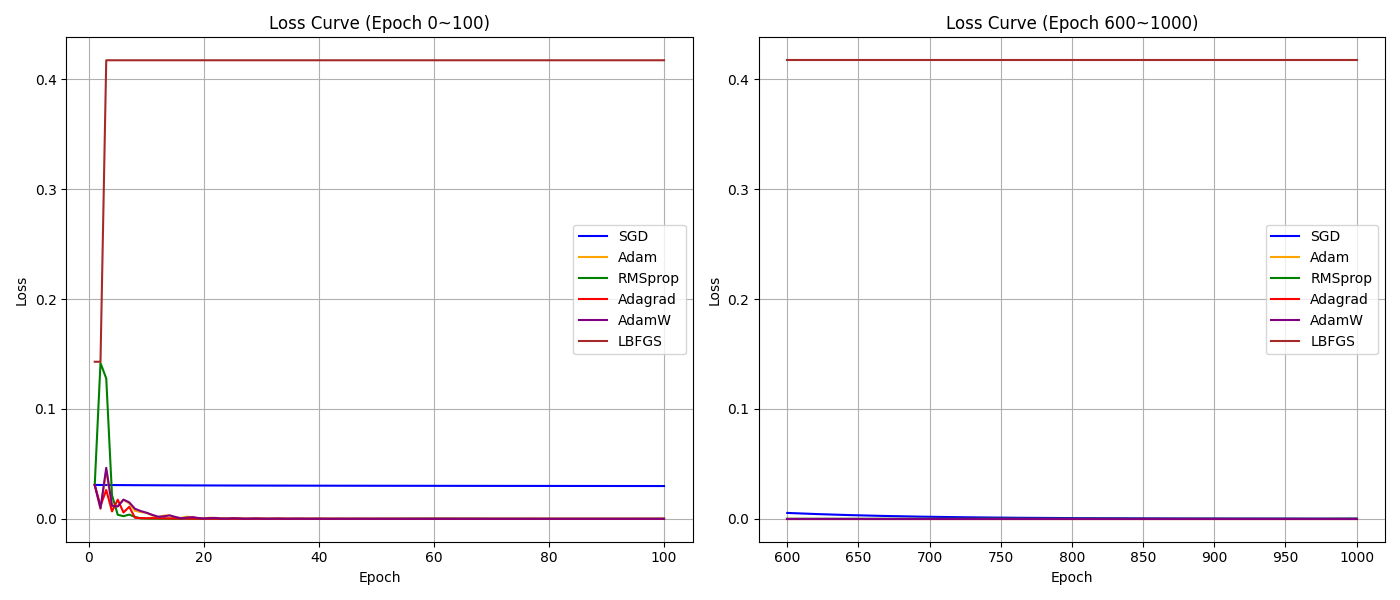 Loss Curve (Epoch 0~100)
Loss
0.4
0.3
0.2
0.1
0.0
SGD
Adam
RMSprop
Adagrad
AdamW
LBFGS
0 20 40 60 80 100
Epoch
Loss Curve (Epoch 600~1000)
Loss
0.4
0.3
0.2
0.1
0.0
SGD
Adam
RMSprop
Adagrad
AdamW
LBFGS
600 650 700 750 800 850 900 950 1000
Epoch